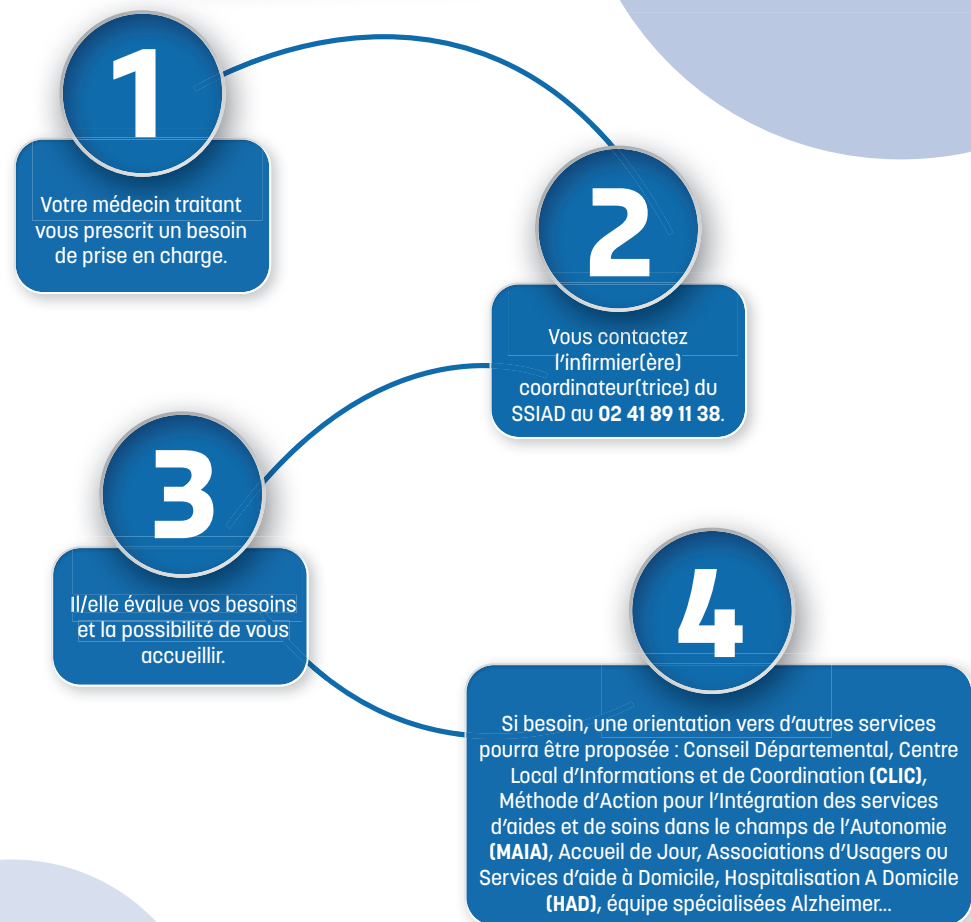 1
Votre médecin traitant
vous prescrit un besoin
de prise en charge.
2
Vous contactez
l'infirmier(ère)
coordinateur(trice) du
SSIAD au 02 41 89 11 38.
3
Il/elle évalue vos besoins
et la possibilité de vous
accueillir.
4
Si besoin, une orientation vers d'autres services
pourra être proposée : Conseil Départemental, Centre
Local d'Informations et de Coordination (CLIC),
Méthode d'Action pour l'Intégration des services
d'aides et de soins dans le champs de l'Autonomie
(MAIA), Accueil de Jour, Associations d'Usagers ou
Services d'aide à Domicile, Hospitalisation A Domicile
(HAD), équipe spécialisées Alzheimer...